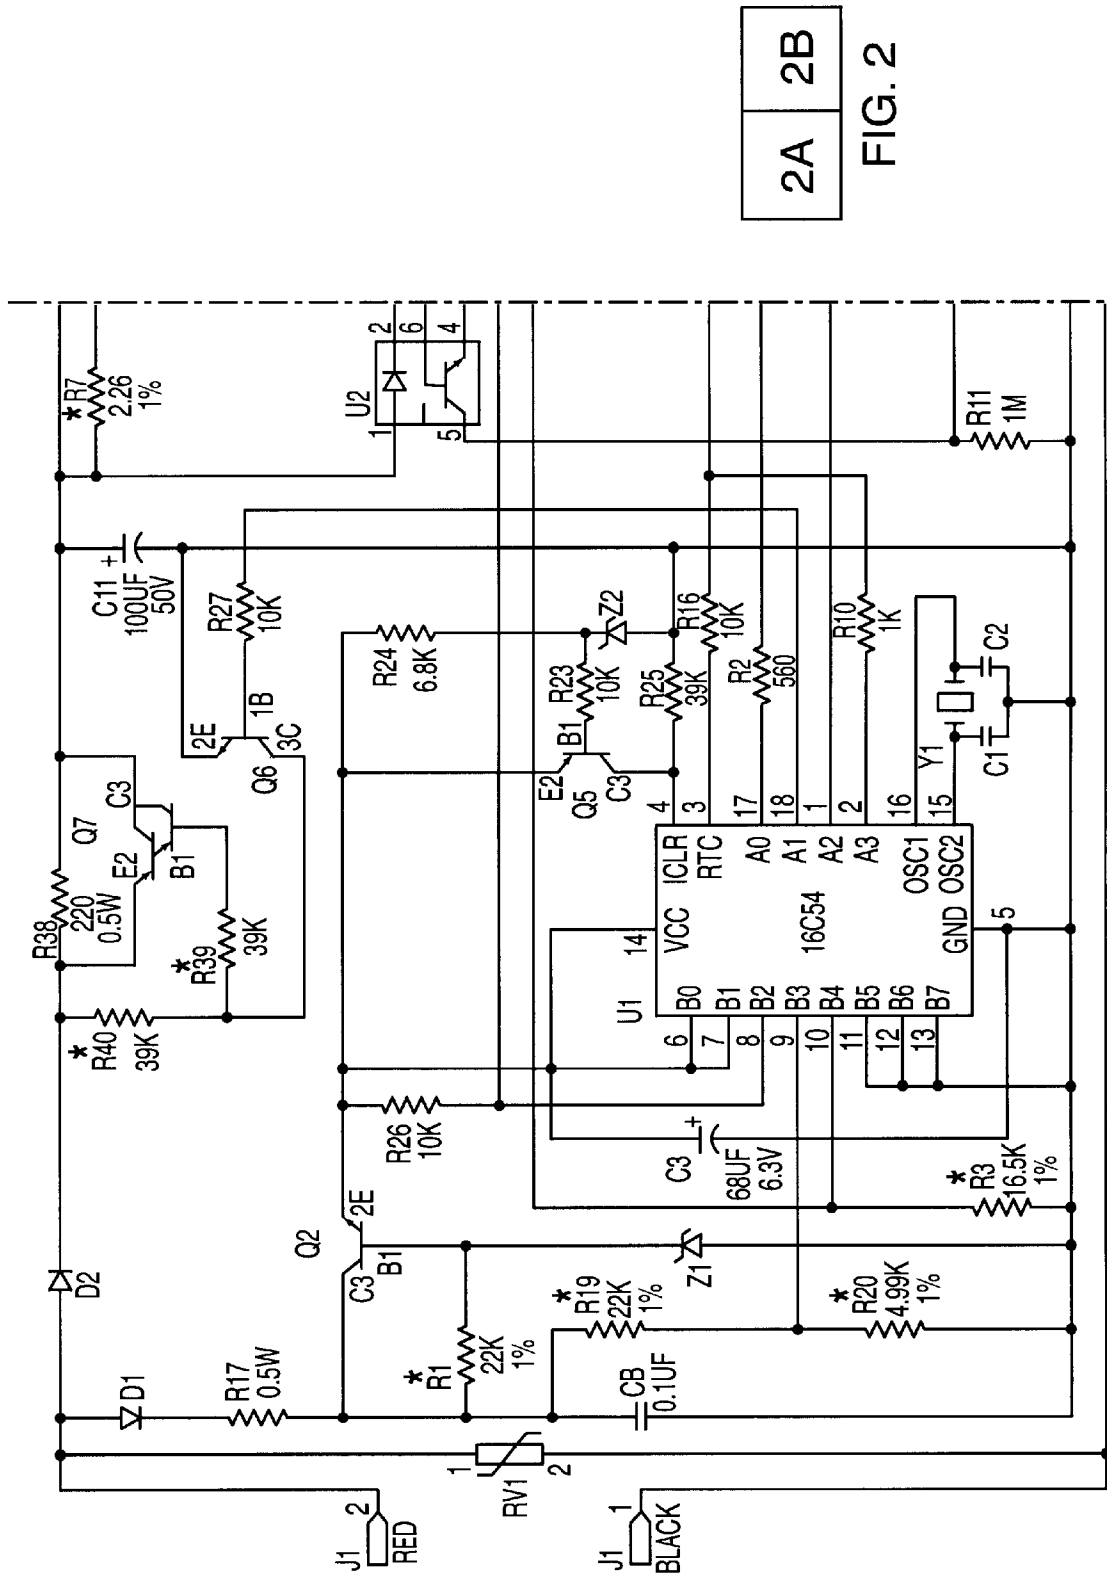 2A 2B
FIG. 2
J1
2
RED
J1
1
BLACK
1
RV1
2
D1
D2
R17
0.5W
* R1
22K
1%
CB
0.1UF
* R19
22K
1%
* R20
4.99K
1%
Q2
C3
B1
2E
Z1
* R3
16.5K
1%
R26
10K
C3
+
68UF
6.3V
* R40
39K
* R39
39K
R38
220
0.5W
Q7
E2
B1
C3
Q6
2E
1B
3C
R27
10K
C11
+
100UF
50V
* R7
2.26
1%
U2
1
5
2
6
4
R24
6.8K
R23
10K
Z2
R25
39K
E2
B1
Q5
C3
R16
10K
R2
560
R10
1K
R11
1M
U1
16C54
14
VCC
6 B0
7 B1
8 B2
9 B3
10 B4
11 B5
12 B6
13 B7
ICLR 4
RTC 3
A0 17
A1 18
A2 1
A3 2
OSC1 16
OSC2 15
GND
5
Y1
C1
C2